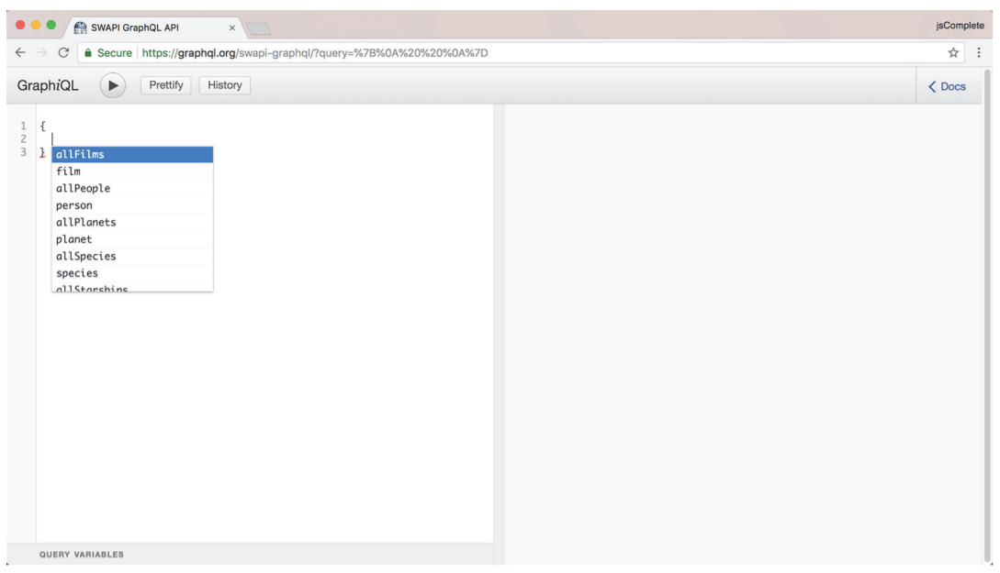 SWAPI GraphQL API ×
jsComplete
Secure https://graphql.org/swapi-graphql/?query=%7B%0A%20%20%0A%7D
GraphiQL Prettify History
Docs
1 {
2
3 }
allFilms
film
allPeople
person
allPlanets
planet
allSpecies
species
allStarships
QUERY VARIABLES